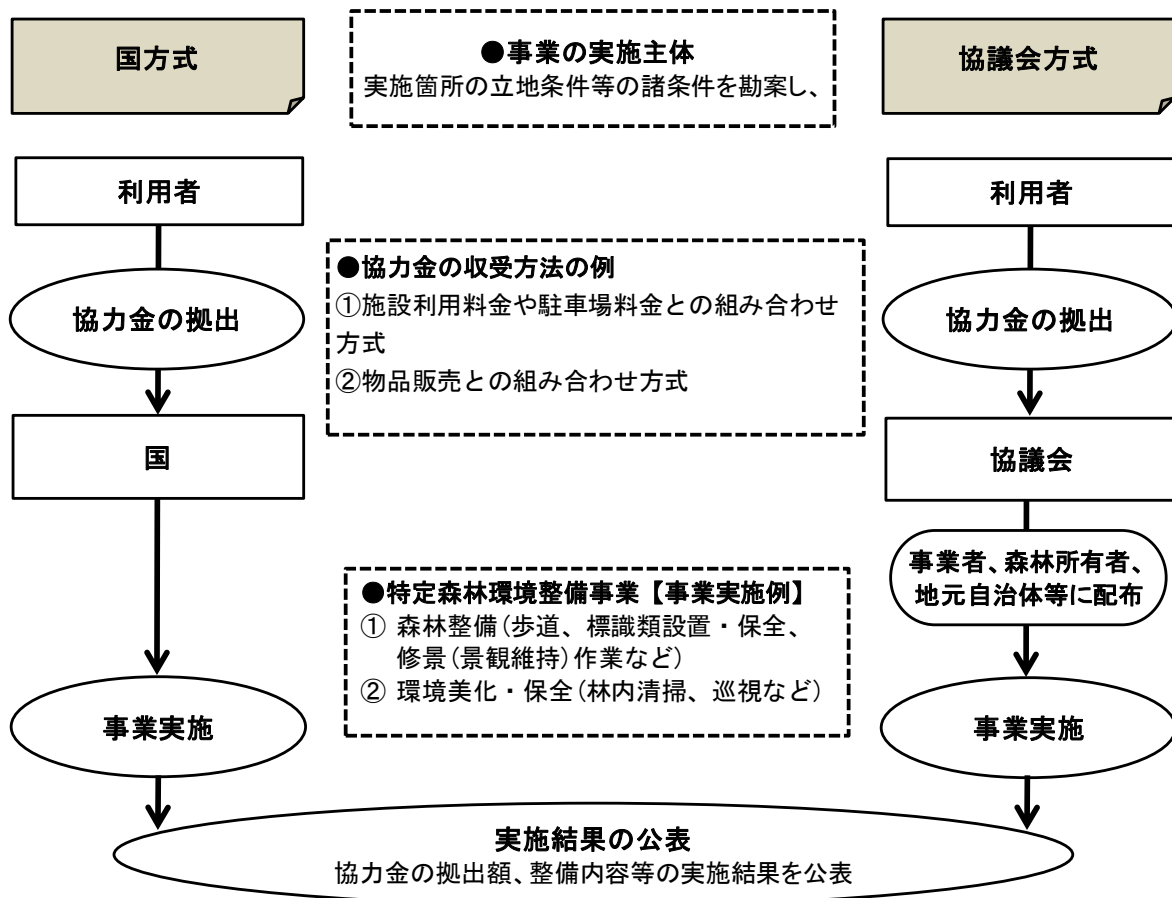 国方式
●事業の実施主体
実施箇所の立地条件等の諸条件を勘案し、
協議会方式
利用者
利用者
協力金の拠出
●協力金の収受方法の例
①施設利用料金や駐車場料金との組み合わせ
方式
②物品販売との組み合わせ方式
協力金の拠出
国
協議会
事業者、森林所有者、
地元自治体等に配布
●特定森林環境整備事業【事業実施例】
① 森林整備(歩道、標識類設置・保全、
修景(景観維持)作業など)
② 環境美化・保全(林内清掃、巡視など)
事業実施
事業実施
実施結果の公表
協力金の拠出額、整備内容等の実施結果を公表